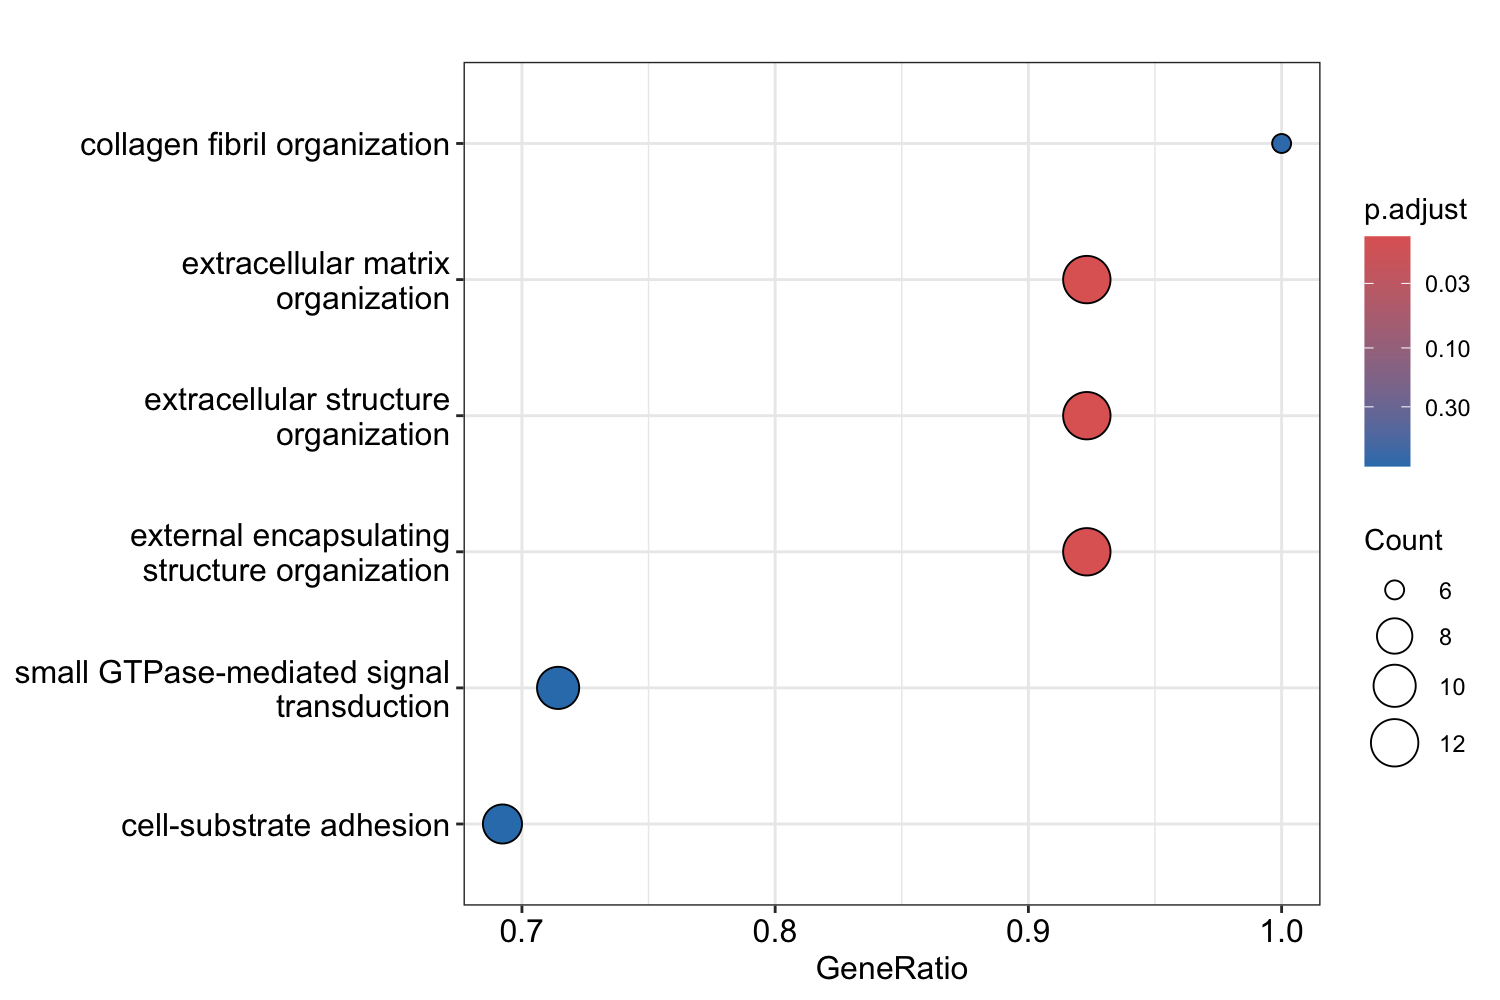 collagen fibril organization
extracellular matrix
organization
extracellular structure
organization
external encapsulating
structure organization
small GTPase-mediated signal
transduction
cell-substrate adhesion
0.7
0.8
0.9
1.0
GeneRatio
p.adjust
0.03
0.10
0.30
Count
6
8
10
12